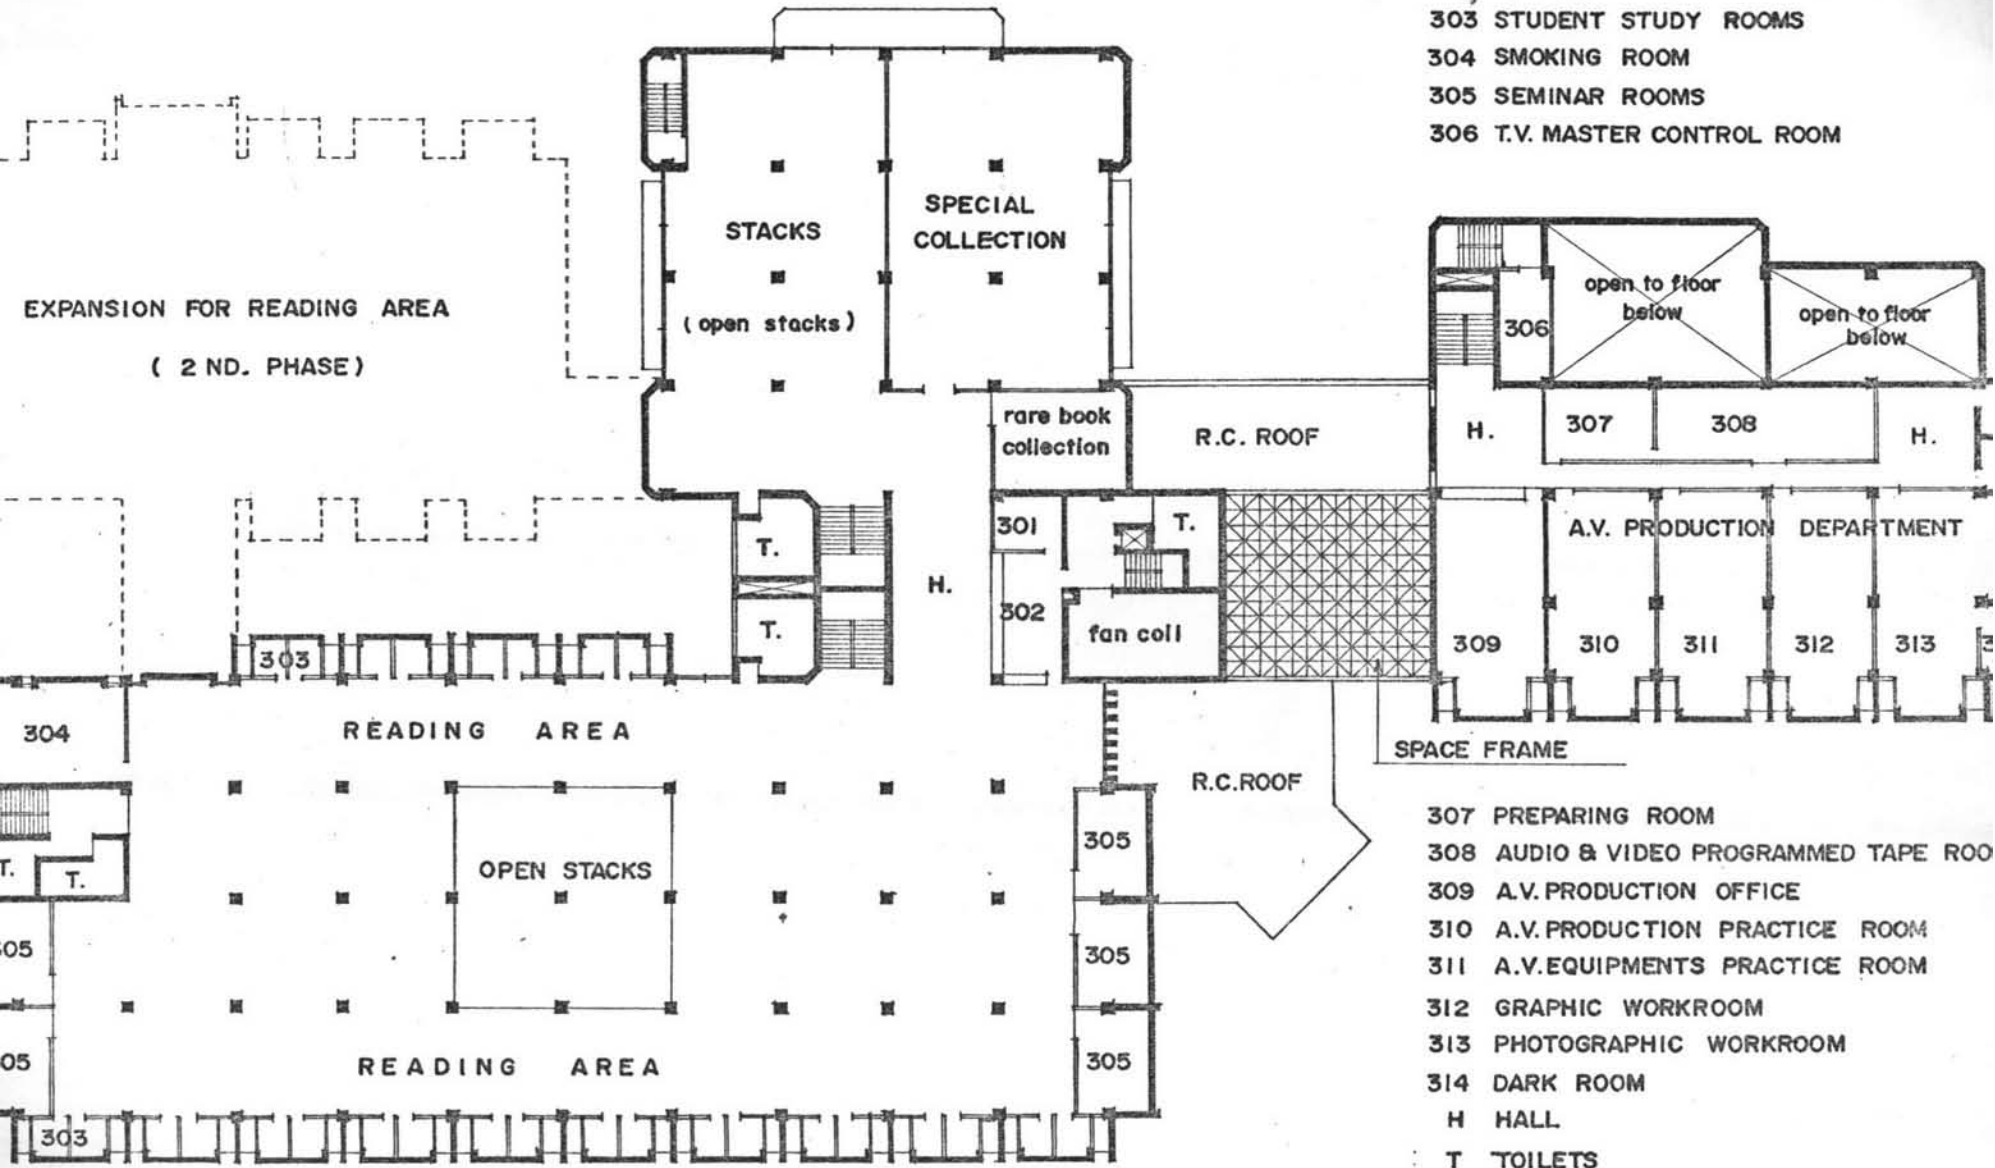 303 STUDENT STUDY ROOMS
304 SMOKING ROOM
305 SEMINAR ROOMS
306 T.V. MASTER CONTROL ROOM
STACKS
(open stacks)
SPECIAL
COLLECTION
EXPANSION FOR READING AREA
( 2 ND. PHASE)
rare book
collection
R.C. ROOF
open to floor
below
open to floor
below
306
H.
307
308
H.
301
T.
T.
H.
302
T.
fan coil
A.V. PRODUCTION DEPARTMENT
309
310
311
312
313
303
304
READING AREA
SPACE FRAME
R.C.ROOF
OPEN STACKS
T.
T.
305
305
305
READING AREA
303
307 PREPARING ROOM
308 AUDIO & VIDEO PROGRAMMED TAPE ROO
309 A.V.PRODUCTION OFFICE
310 A.V.PRODUCTION PRACTICE ROOM
311 A.V.EQUIPMENTS PRACTICE ROOM
312 GRAPHIC WORKROOM
313 PHOTOGRAPHIC WORKROOM
314 DARK ROOM
H HALL
T TOILETS